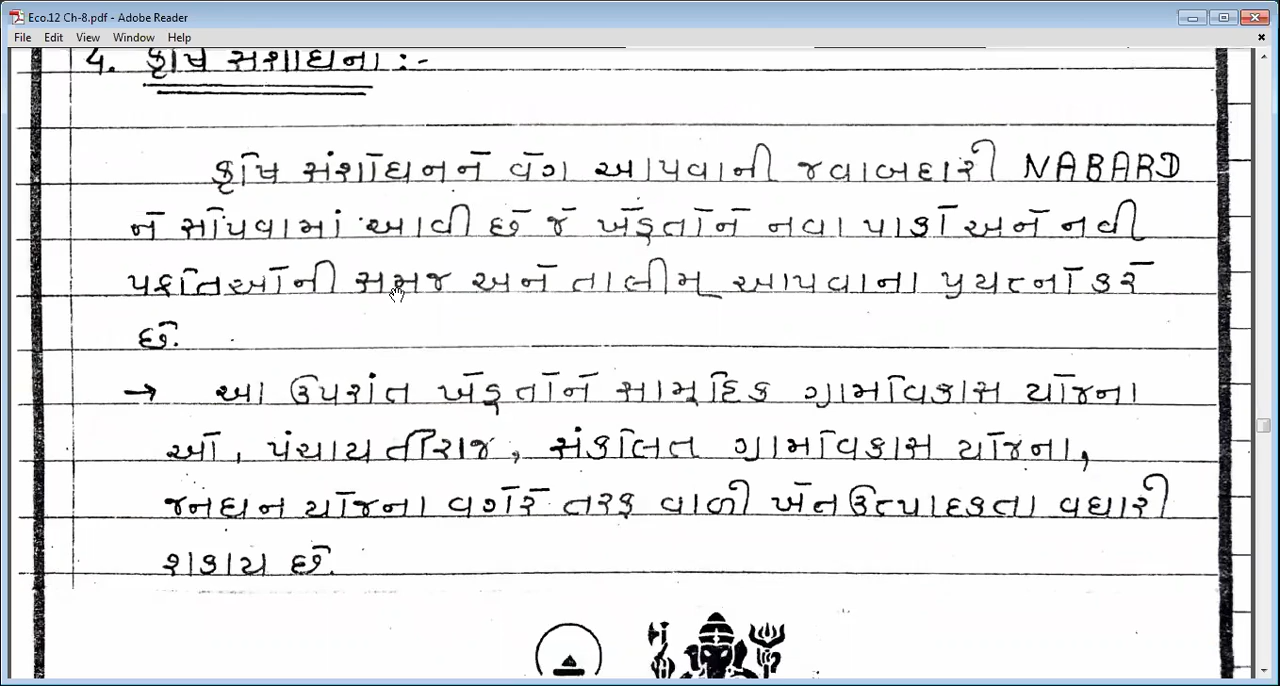 Eco.12 Ch-8.pdf - Adobe Reader
File Edit View Window Help
4. કૃષિ સંશોધનો :-
કૃષિ સંશોધનને વેગ આપવાની જવાબદારી NABARD
ને સોંપવામાં આવી છે જે ખેડૂતોને નવા પાકો અને નવી
પદ્ધતિઓની સમજ અને તાલીમ આપવાના પ્રયત્નો કરે
છે.
→ આ ઉપરાંત ખેડૂતોને સામૂહિક ગ્રામવિકાસ યોજના
ઓ, પંચાયતીરાજ, સંકલિત ગ્રામવિકાસ યોજના,
જનધન યોજના વગેરે તરફ વાળી ખેતઉત્પાદકતા વધારી
શકાય છે.